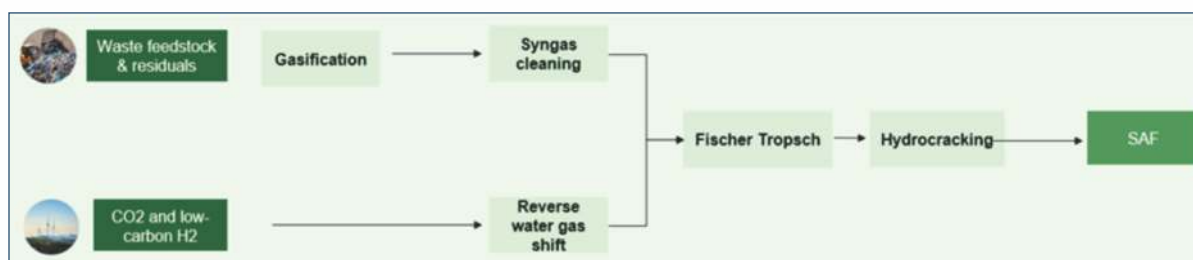 Waste feedstock
& residuals
Gasification
Syngas
cleaning
Fischer Tropsch
Hydrocracking
SAF
CO2 and low-
carbon H2
Reverse
water gas
shift